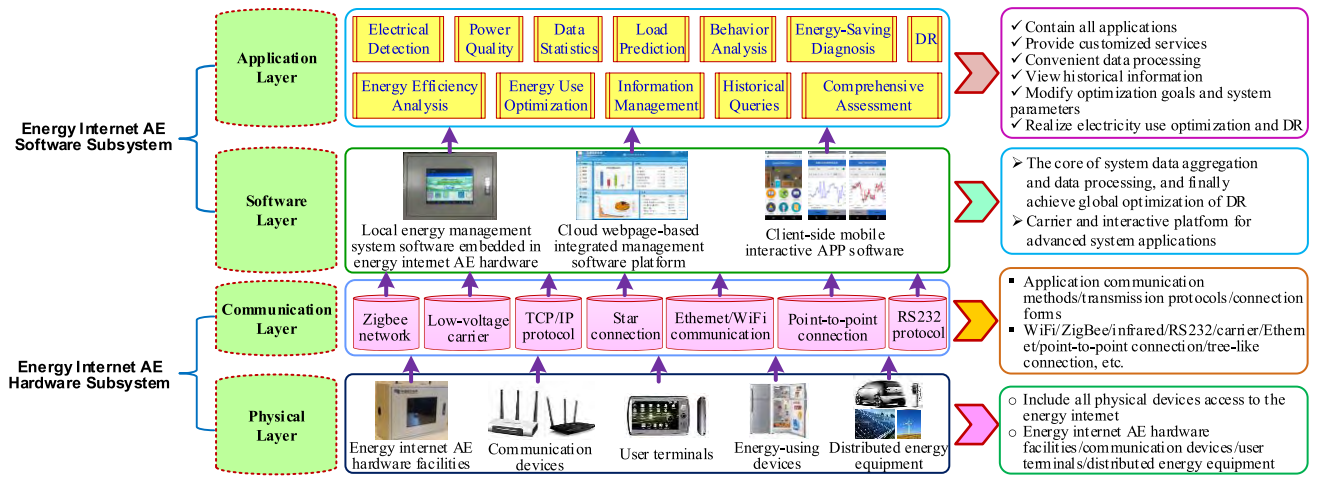 Energy Internet AE
Software Subsystem
Energy Internet AE
Hardware Subsystem
Application
Layer
Software
Layer
Communication
Layer
Physical
Layer
Electrical
Detection
Power
Quality
Data
Statistics
Load
Prediction
Behavior
Analysis
Energy-Saving
Diagnosis
DR
Energy Efficiency
Analysis
Energy Use
Optimization
Information
Management
Historical
Queries
Comprehensive
Assessment
✓ Contain all applications
✓ Provide customized services
✓ Convenient data processing
✓ View historical information
✓ Modify optimization goals and system
parameters
✓ Realize electricity use optimization and DR
Local energy management
system software embedded in
energy internet AE hardware
Cloud webpage-based
integrated management
software platform
Client-side mobile
interactive APP software
➢ The core of system data aggregation
and data processing, and finally
achieve global optimization of DR
➢ Carrier and interactive platform for
advanced system applications
Zigbee
network
Low-voltage
carrier
TCP/IP
protocol
Star
connection
Ethernet/WiFi
communication
Point-to-point
connection
RS232
protocol
▪ Application communication
methods/transmission protocols/connection
forms
▪ WiFi/ZigBee/infrared/RS232/carrier/Ethern
et/point-to-point connection/tree-like
connection, etc.
Energy internet AE
hardware facilities
Communication
devices
User terminals
Energy-using
devices
Distributed energy
equipment
○ Include all physical devices access to the
energy internet
○ Energy internet AE hardware
facilities/communication devices/user
terminals/distributed energy equipment